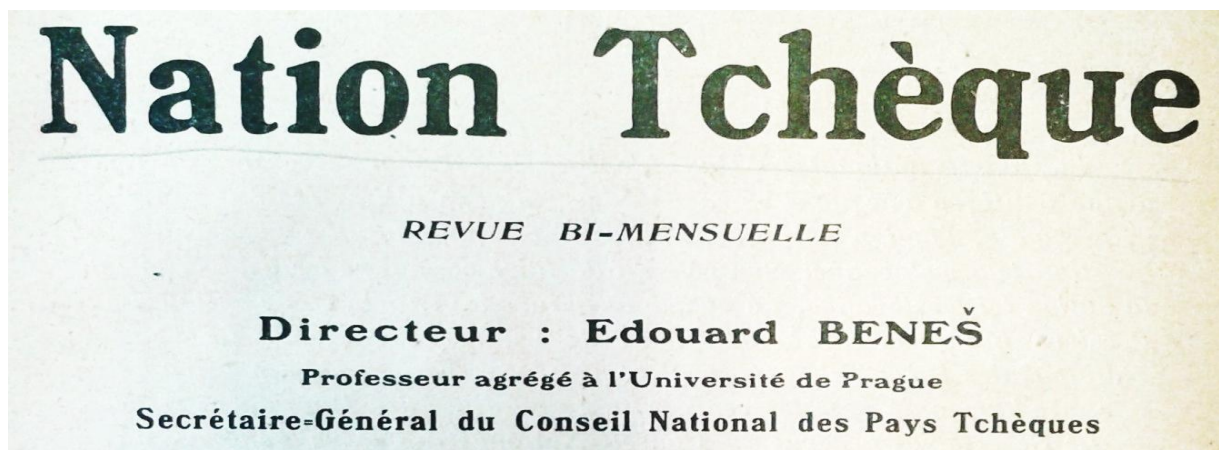 Nation Tchèque
REVUE BI-MENSUELLE
Directeur : Edouard BENEŠ
Professeur agrégé à l'Université de Prague
Secrétaire=Général du Conseil National des Pays Tchèques